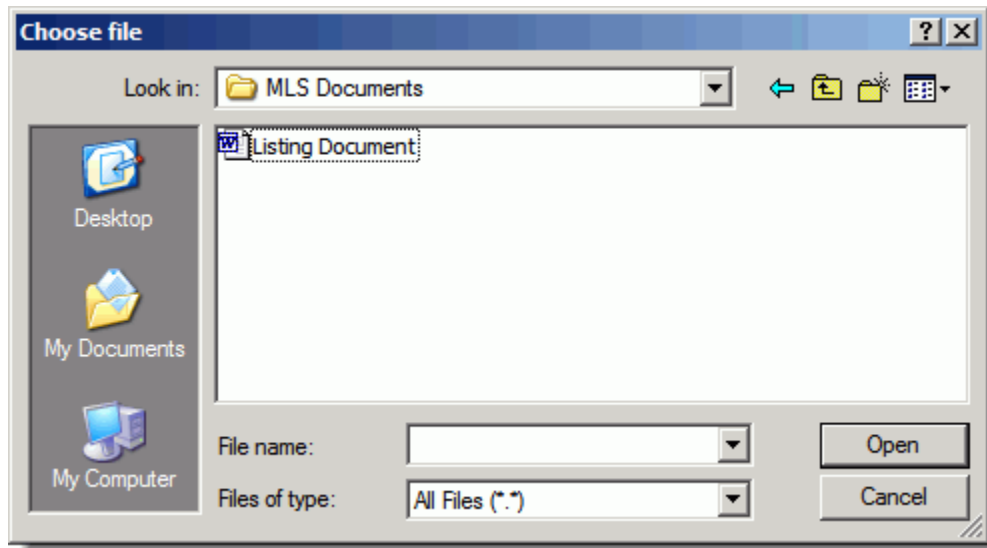 Choose file
Look in: MLS Documents
Listing Document
Desktop
My Documents
My Computer
File name:
Open
Files of type: All Files (*.*)
Cancel